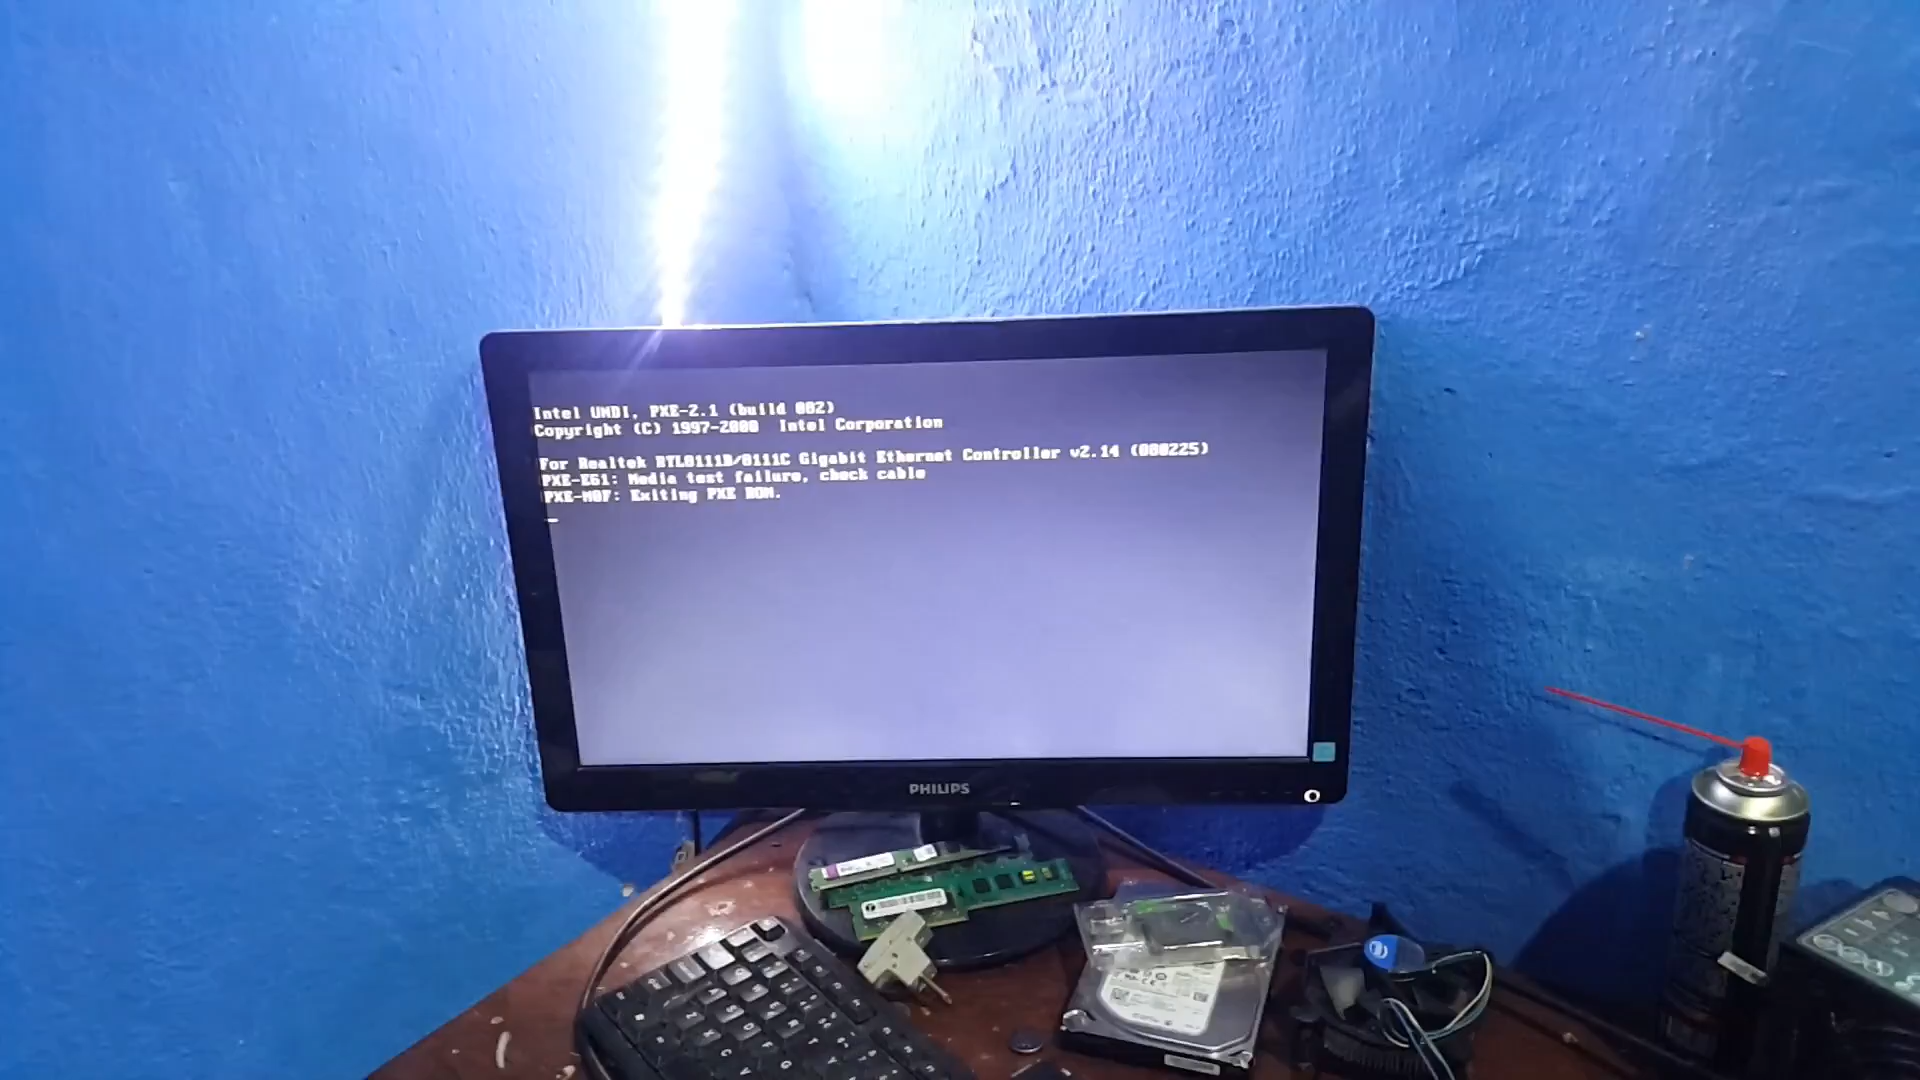 Intel UNDI, PXE-2.1 (build 082)
Copyright (C) 1997-2000 Intel Corporation
For Realtek RTL8111B/8111C Gigabit Ethernet Controller v2.14 (080225)
PXE-E61: Media test failure, check cable
PXE-M0F: Exiting PXE ROM.
PHILIPS